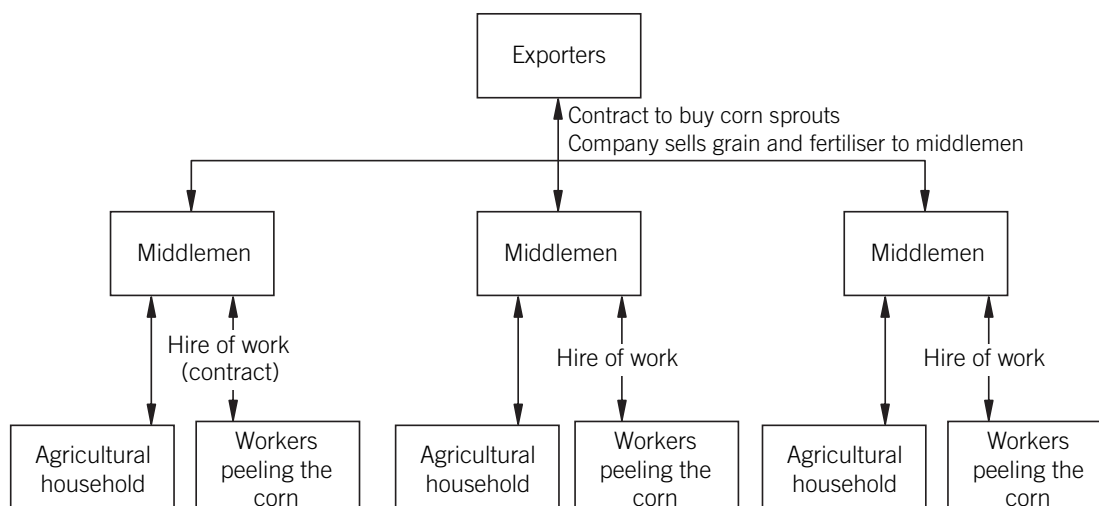 Exporters
Contract to buy corn sprouts
Company sells grain and fertiliser to middlemen
Middlemen
Middlemen
Middlemen
Hire of work
(contract)
Hire of work
Hire of work
Agricultural
household
Workers
peeling the
corn
Agricultural
household
Workers
peeling the
corn
Agricultural
household
Workers
peeling the
corn